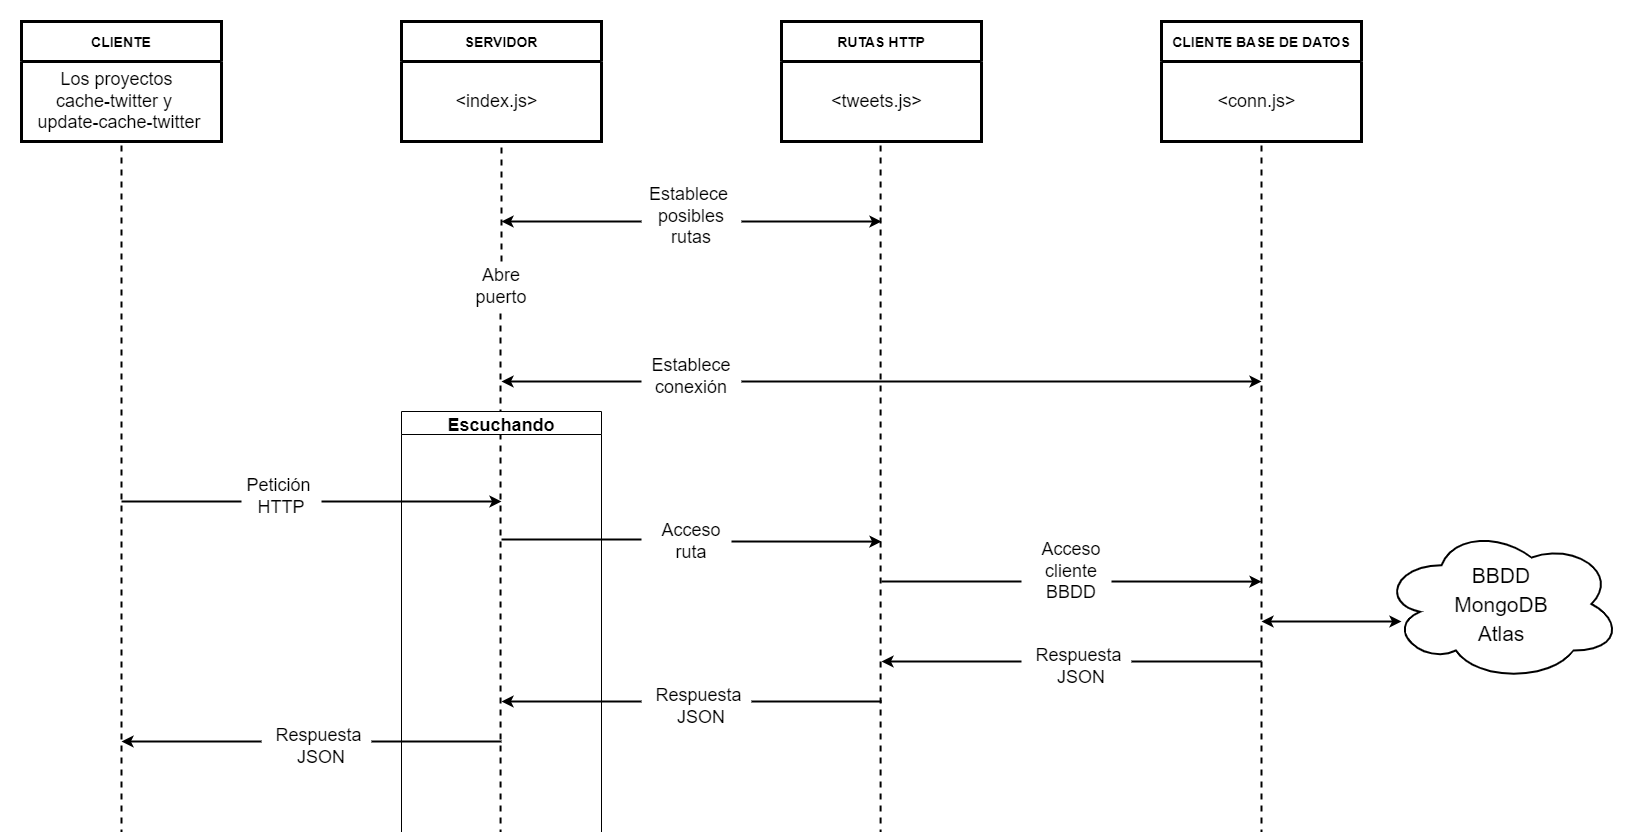 CLIENTE
Los proyectos
cache-twitter y
update-cache-twitter
SERVIDOR
<index.js>
RUTAS HTTP
<tweets.js>
CLIENTE BASE DE DATOS
<conn.js>
Establece
posibles
rutas
Abre
puerto
Establece
conexión
Escuchando
Petición
HTTP
Acceso
ruta
Acceso
cliente
BBDD
BBDD
MongoDB
Atlas
Respuesta
JSON
Respuesta
JSON
Respuesta
JSON